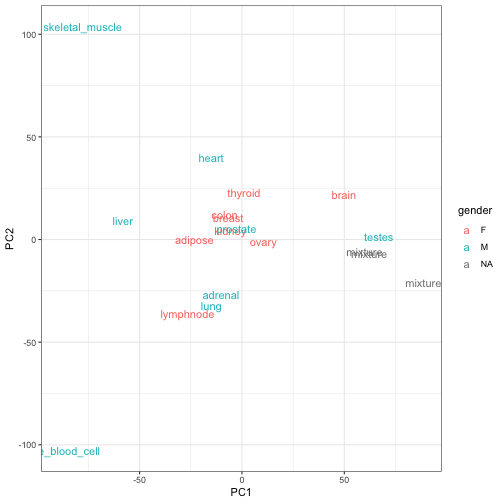 skeletal_muscle
100
50
heart
thyroid
brain
colon
breast
liver
kidney
prostate
testes
0
adipose
ovary
mixture
mixture
mixture
adrenal
lung
lymphnode
-50
-100
_blood_cell
-50
0
50
PC1
PC2
gender
a F
a M
a NA